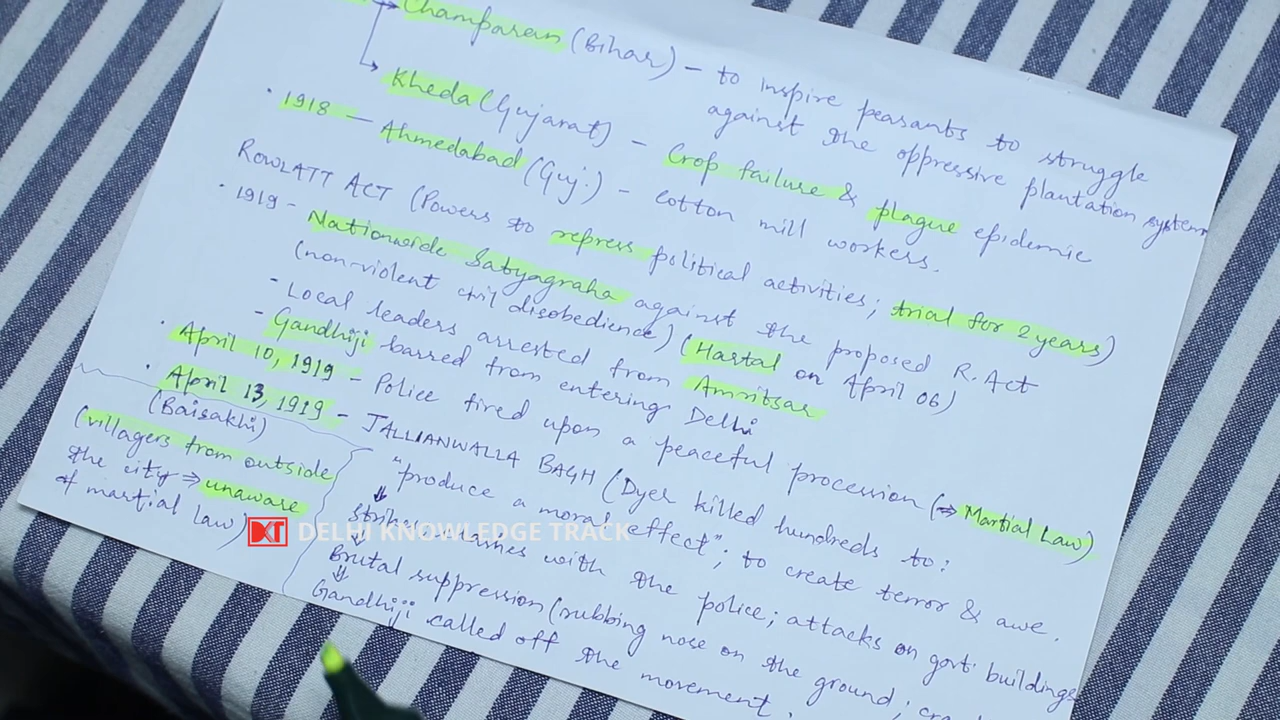 Champaran (Bihar) – to inspire peasants to struggle
against the oppressive plantation system
Kheda (Gujarat) – Crop failure & plague epidemic
· 1918 – Ahmedabad (Guj.) – cotton mill workers.
ROWLATT ACT (Powers to repress political activities; trial for 2 years)
· 1919 – Nationwide Satyagraha against the proposed R. Act
(non-violent civil disobedience) (Hartal on April 06)
- Local leaders arrested from Amritsar
- Gandhiji barred from entering Delhi
· April 10, 1919 – Police fired upon a peaceful procession (⇒ Martial Law)
· April 13, 1919 – JALLIANWALLA BAGH (Dyer killed hundreds to:
(Baisakhi)
"produce a moral effect"; to create terror & awe.
(villagers from outside
the city ⇒ unaware
of martial law)
clashes with the police; attacks on govt. buildings
Brutal suppression (rubbing nose on the ground;
Gandhiji called off the movement.
DKT DELHI KNOWLEDGE TRACK